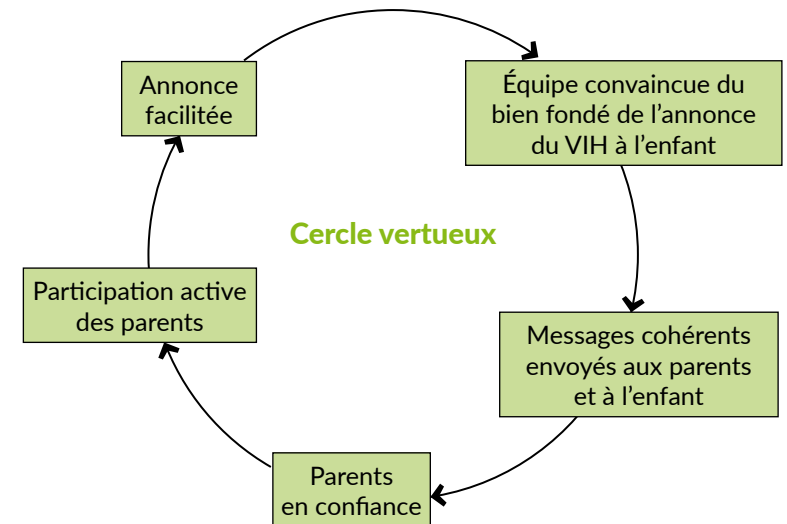 Annonce
facilitée
Équipe convaincue du
bien fondé de l’annonce
du VIH à l’enfant
Cercle vertueux
Participation active
des parents
Messages cohérents
envoyés aux parents
et à l’enfant
Parents
en confiance